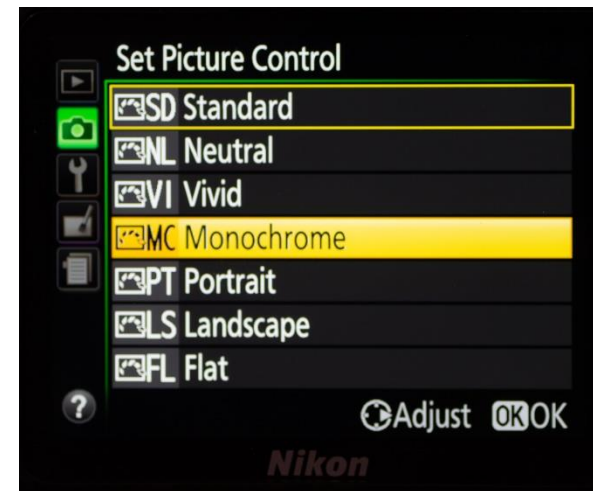 Set Picture Control
SD Standard
NL Neutral
VI Vivid
MC Monochrome
PT Portrait
LS Landscape
FL Flat
? Adjust OK OK
Nikon